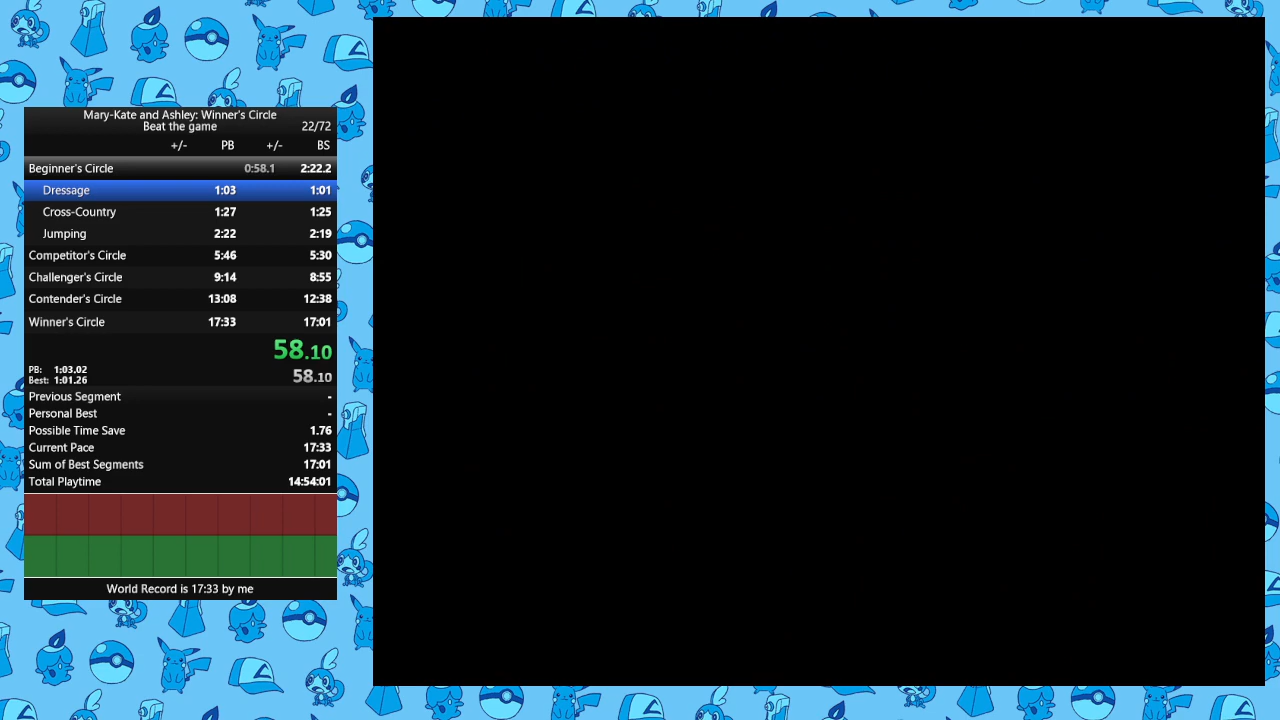 Mary-Kate and Ashley: Winner's Circle
Beat the game 22/72
+/- PB +/- BS
Beginner's Circle 0:58.1 2:22.2
Dressage 1:03 1:01
Cross-Country 1:27 1:25
Jumping 2:22 2:19
Competitor's Circle 5:46 5:30
Challenger's Circle 9:14 8:55
Contender's Circle 13:08 12:38
Winner's Circle 17:33 17:01
58.10
PB: 1:03.02
Best: 1:01.26 58.10
Previous Segment -
Personal Best -
Possible Time Save 1.76
Current Pace 17:33
Sum of Best Segments 17:01
Total Playtime 14:54:01
World Record is 17:33 by me